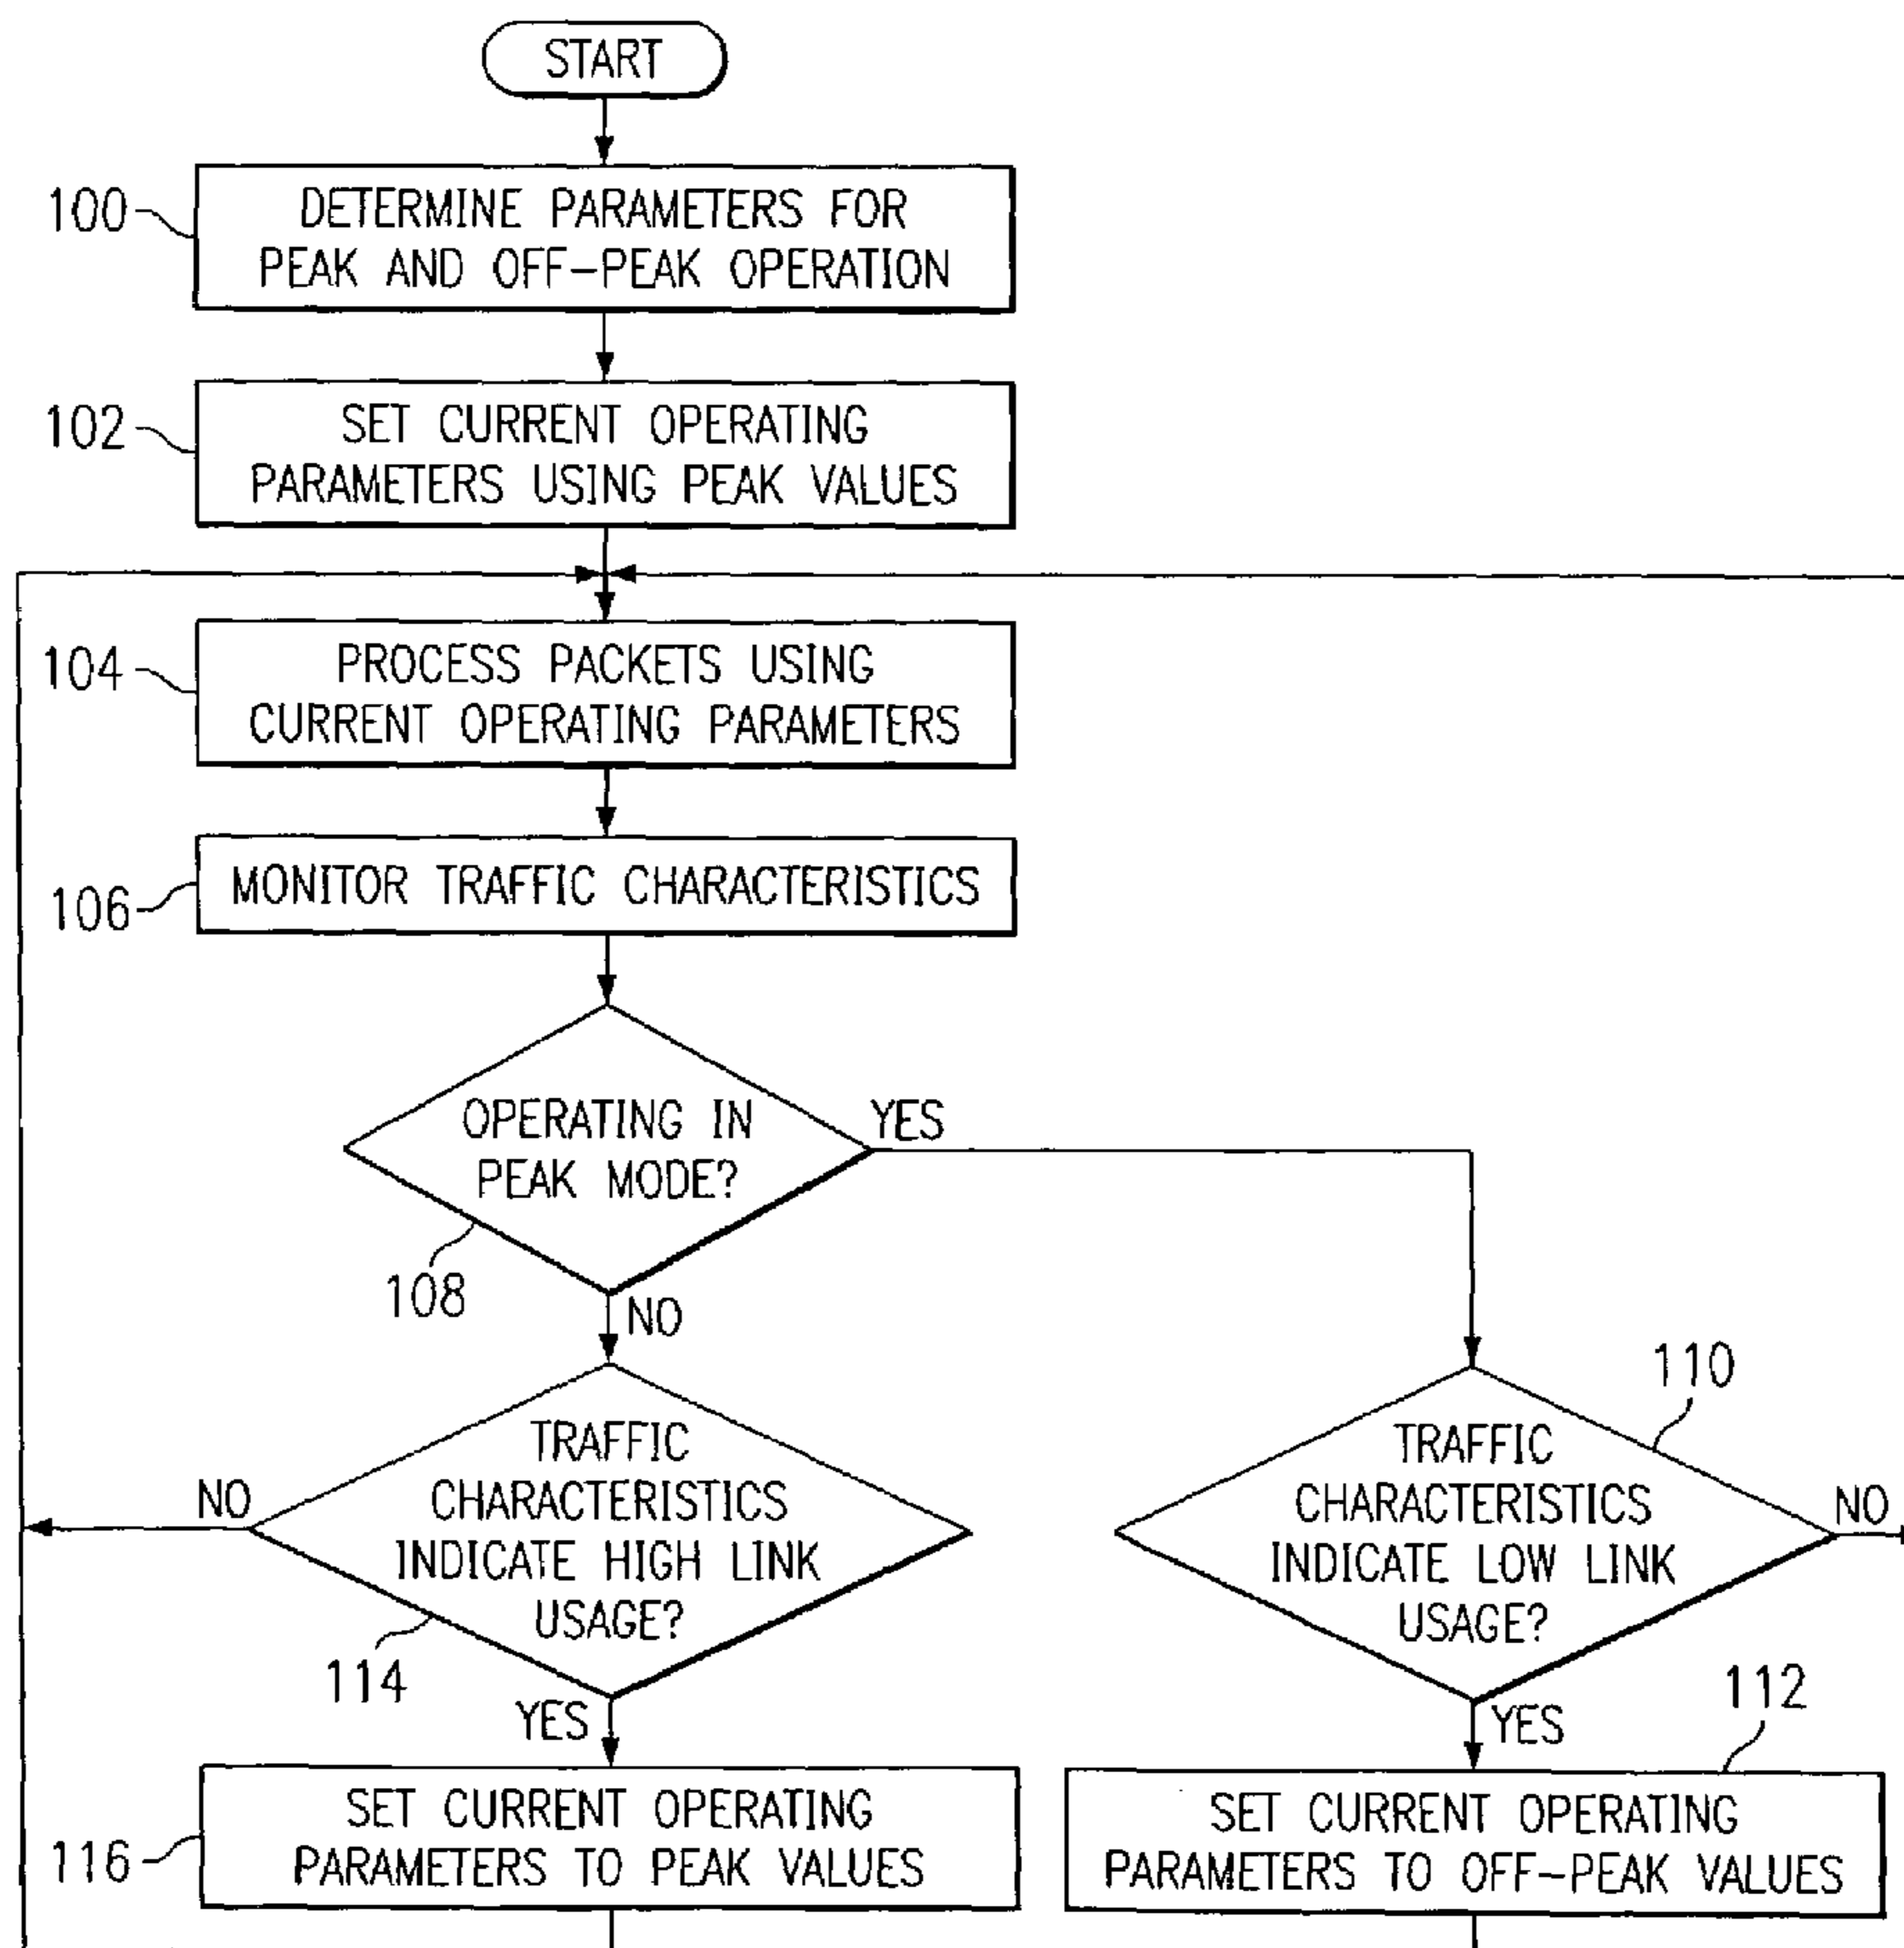 START
100
DETERMINE PARAMETERS FOR
PEAK AND OFF-PEAK OPERATION
102
SET CURRENT OPERATING
PARAMETERS USING PEAK VALUES
104
PROCESS PACKETS USING
CURRENT OPERATING PARAMETERS
106
MONITOR TRAFFIC CHARACTERISTICS
OPERATING IN
PEAK MODE?
YES
108
NO
TRAFFIC
CHARACTERISTICS
INDICATE HIGH LINK
USAGE?
NO
114
YES
110
TRAFFIC
CHARACTERISTICS
INDICATE LOW LINK
USAGE?
NO
YES
112
116
SET CURRENT OPERATING
PARAMETERS TO PEAK VALUES
SET CURRENT OPERATING
PARAMETERS TO OFF-PEAK VALUES